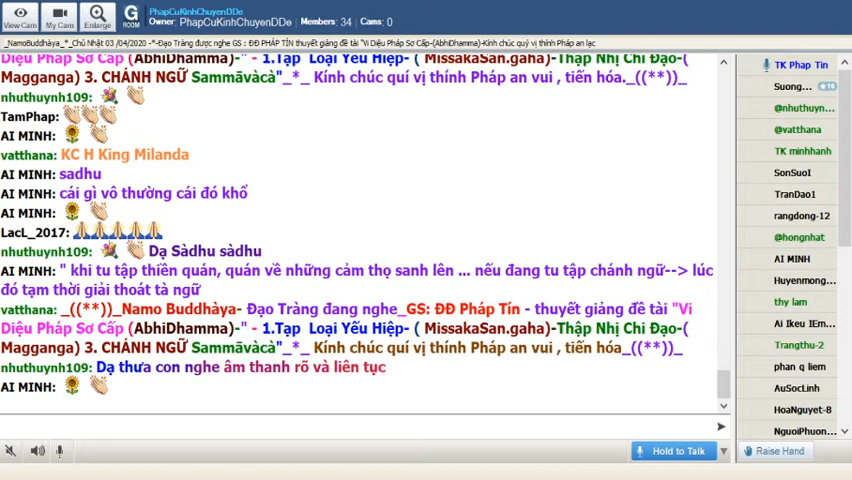 View Cam
My Cam
Enlarge
G
ROOM
PhapCuKinhChuyenDDe
Owner: PhapCuKinhChuyenDDe Members: 34 Cams: 0
_NamoBuddhàya_*_Chủ Nhật 03 /04/2020 -*-Đạo Tràng được nghe GS : ĐĐ PHÁP TÍN thuyết giảng đề tài "Vi Diệu Pháp Sơ Cấp-(AbhiDhamma)-Kính chúc quý vị thính Pháp an lạc
Diệu Pháp Sơ Cấp (AbhiDhamma)-" - 1.Tạp Loại Yếu Hiệp- ( MissakaSan.gaha)-Thập Nhị Chi Đạo-(
Magganga) 3. CHÁNH NGỮ Sammāvàcà"_*_ Kính chúc quí vị thính Pháp an vui , tiến hóa._((**))_
nhuthuynh109:
TamPhap:
AI MINH:
vatthana: KC H King Milanda
AI MINH: sadhu
AI MINH: cái gì vô thường cái đó khổ
AI MINH:
LacL_2017:
nhuthuynh109: Dạ Sàdhu sàdhu
AI MINH: " khi tu tập thiền quán, quán về những cảm thọ sanh lên ... nếu đang tu tập chánh ngữ--> lúc
đó tạm thời giải thoát tà ngữ
vatthana: _((**))_Namo Buddhàya- Đạo Tràng đang nghe_GS: ĐĐ Pháp Tín - thuyết giảng đề tài "Vi
Diệu Pháp Sơ Cấp (AbhiDhamma)-" - 1.Tạp Loại Yếu Hiệp- ( MissakaSan.gaha)-Thập Nhị Chi Đạo-(
Magganga) 3. CHÁNH NGỮ Sammāvàcà"_*_ Kính chúc quí vị thính Pháp an vui , tiến hóa_((**))_
nhuthuynh109: Dạ thưa con nghe âm thanh rõ và liên tục
AI MINH:
Hold to Talk
TK Phap Tin
Suong...
10
@nhuthuyn...
@vatthana
TK minhhanh
SonSuoI
TranDao1
rangdong-12
@hongnhat
AI MINH
Huyenmong...
thy lam
Ai Ikeu IEm...
Trangthu-2
phan q liem
AuSocLinh
HoaNguyet-8
NguoiPhuon...
Raise Hand